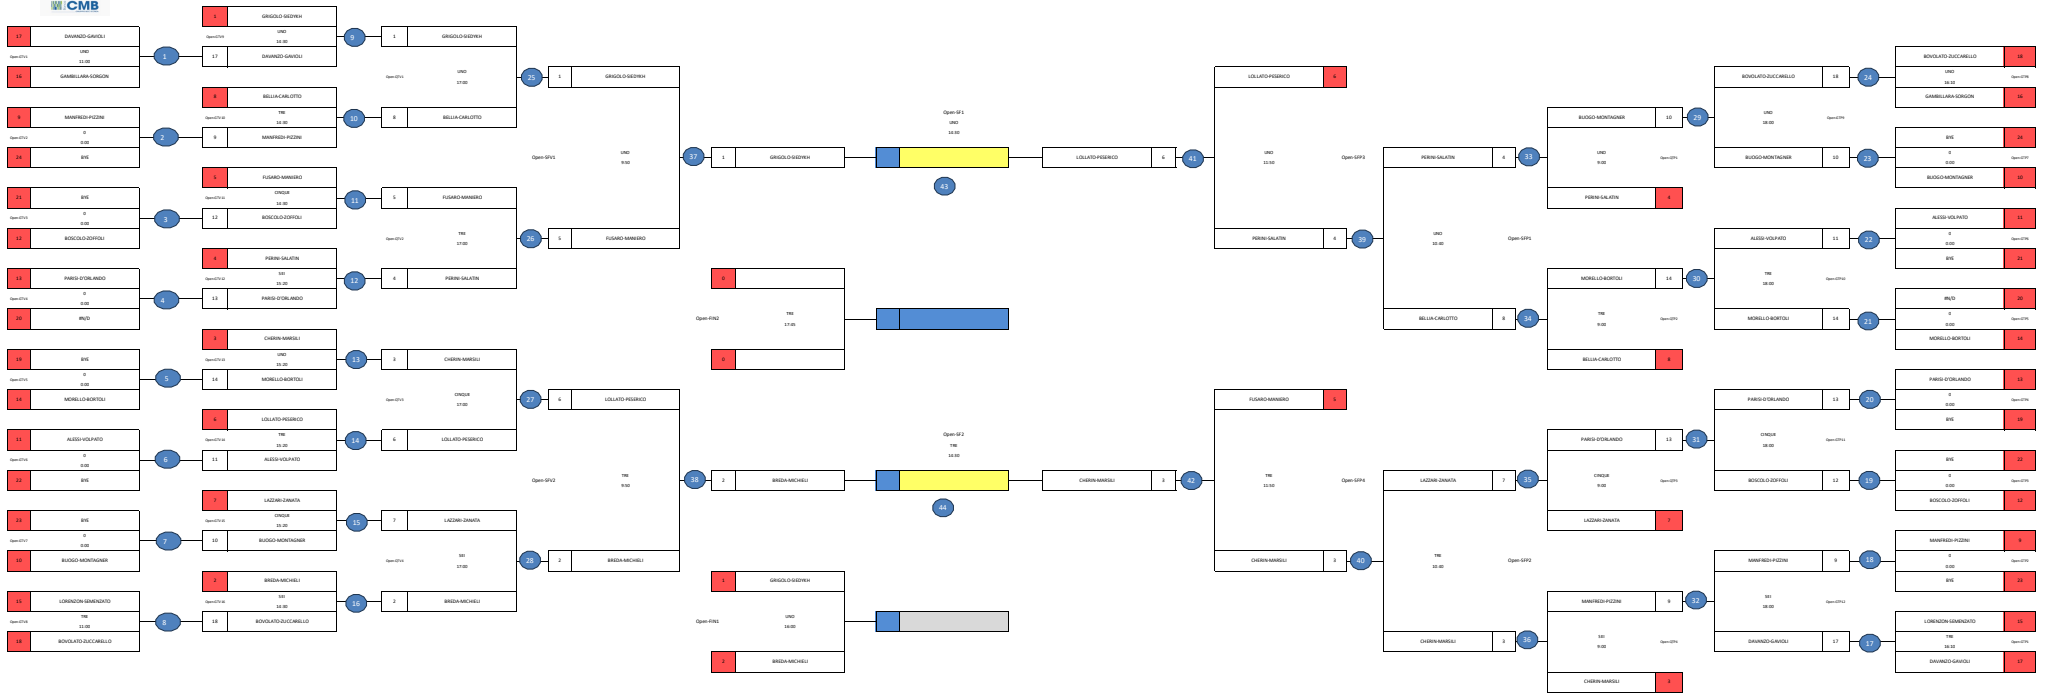 CMB
1 GRIGOLO-SIEDYKH
UNO
14:30
17 DAVANZO-GAVIOLI
17 DAVANZO-GAVIOLI
UNO
11:00
16 GAMBILLARA-SORGON
1
9
8 BELLIA-CARLOTTO
TRE
14:30
9 MANFREDI-PIZZINI
9 MANFREDI-PIZZINI
0
0:00
24 BYE
2
10
5 FUSARO-MANIERO
CINQUE
14:30
12 BOSCOLO-ZOFFOLI
21 BYE
0
0:00
12 BOSCOLO-ZOFFOLI
3
11
4 PERINI-SALATIN
SEI
15:20
13 PARISI-D'ORLANDO
13 PARISI-D'ORLANDO
0
0:00
20 #N/D
4
12
3 CHERIN-MARSILI
UNO
15:20
14 MORELLO-BORTOLI
19 BYE
0
0:00
14 MORELLO-BORTOLI
5
13
6 LOLLATO-PESERICO
TRE
15:20
11 ALESSI-VOLPATO
11 ALESSI-VOLPATO
0
0:00
22 BYE
6
14
7 LAZZARI-ZANATA
CINQUE
15:20
10 BUOGO-MONTAGNER
23 BYE
0
0:00
10 BUOGO-MONTAGNER
7
15
2 BREDA-MICHIELI
SEI
14:30
18 BOVOLATO-ZUCCARELLO
15 LORENZON-SEMENZATO
TRE
11:00
18 BOVOLATO-ZUCCARELLO
8
16
1 GRIGOLO-SIEDYKH
UNO
17:00
8 BELLIA-CARLOTTO
25
5 FUSARO-MANIERO
TRE
17:00
4 PERINI-SALATIN
26
3 CHERIN-MARSILI
CINQUE
17:00
6 LOLLATO-PESERICO
27
7 LAZZARI-ZANATA
SEI
17:00
2 BREDA-MICHIELI
28
1 GRIGOLO-SIEDYKH
Open-SFV1
UNO
9:50
5 FUSARO-MANIERO
37
6 LOLLATO-PESERICO
Open-SFV2
TRE
9:50
2 BREDA-MICHIELI
38
1 GRIGOLO-SIEDYKH
Open-SF1
UNO
14:50
43
LOLLATO-PESERICO 6
41
0
Open-FIN2
TRE
17:45
0
2 BREDA-MICHIELI
Open-SF2
TRE
14:50
44
CHERIN-MARSILI 3
42
1 GRIGOLO-SIEDYKH
Open-FIN1
UNO
16:00
2 BREDA-MICHIELI
LOLLATO-PESERICO 6
UNO
11:50
Open-SFP3
PERINI-SALATIN 4
39
FUSARO-MANIERO 5
TRE
11:50
Open-SFP4
CHERIN-MARSILI 3
40
PERINI-SALATIN 4
UNO
10:40
Open-SFP1
BELLIA-CARLOTTO 8
33
34
LAZZARI-ZANATA 7
TRE
10:40
Open-SFP2
CHERIN-MARSILI 3
35
36
BUOGO-MONTAGNER 10
UNO
9:00
PERINI-SALATIN 4
29
MORELLO-BORTOLI 14
TRE
9:00
BELLIA-CARLOTTO 8
30
PARISI-D'ORLANDO 13
CINQUE
9:00
LAZZARI-ZANATA 7
31
MANFREDI-PIZZINI 9
SEI
9:00
CHERIN-MARSILI 3
32
BOVOLATO-ZUCCARELLO 18
UNO
18:00
BUOGO-MONTAGNER 10
24
23
ALESSI-VOLPATO 11
TRE
18:00
MORELLO-BORTOLI 14
22
21
PARISI-D'ORLANDO 13
CINQUE
18:00
BOSCOLO-ZOFFOLI 12
20
19
MANFREDI-PIZZINI 9
SEI
18:00
DAVANZO-GAVIOLI 17
18
17
BOVOLATO-ZUCCARELLO 18
UNO
16:10
GAMBILLARA-SORGON 16
BYE 24
0
0:00
BUOGO-MONTAGNER 10
ALESSI-VOLPATO 11
0
0:00
BYE 21
#N/D 20
0
0:00
MORELLO-BORTOLI 14
PARISI-D'ORLANDO 13
0
0:00
BYE 19
BYE 22
0
0:00
BOSCOLO-ZOFFOLI 12
MANFREDI-PIZZINI 9
0
0:00
BYE 23
LORENZON-SEMENZATO 15
TRE
16:10
DAVANZO-GAVIOLI 17